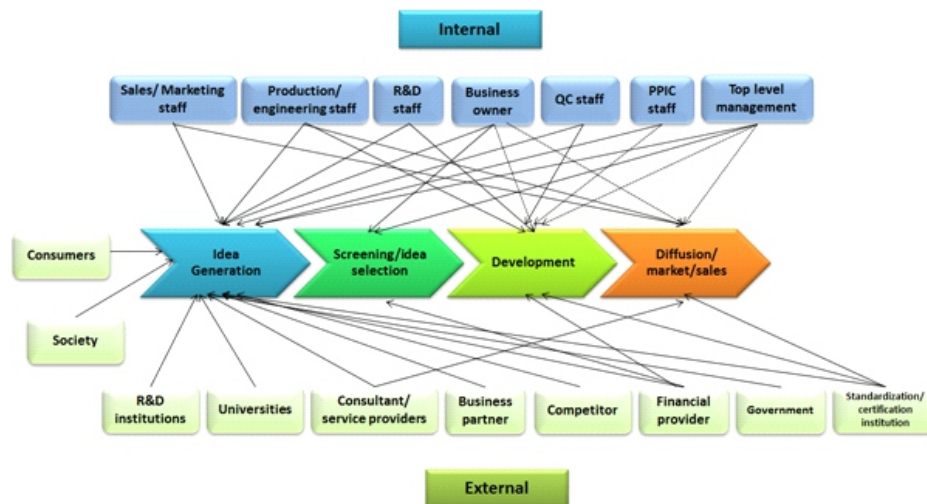 Internal
Sales/ Marketing
staff
Production/
engineering staff
R&D
staff
Business
owner
QC staff
PPIC
staff
Top level
management
Consumers
Society
Idea
Generation
Screening/idea
selection
Development
Diffusion/
market/sales
R&D
institutions
Universities
Consultant/
service providers
Business
partner
Competitor
Financial
provider
Government
Standardization/
certification
institution
External